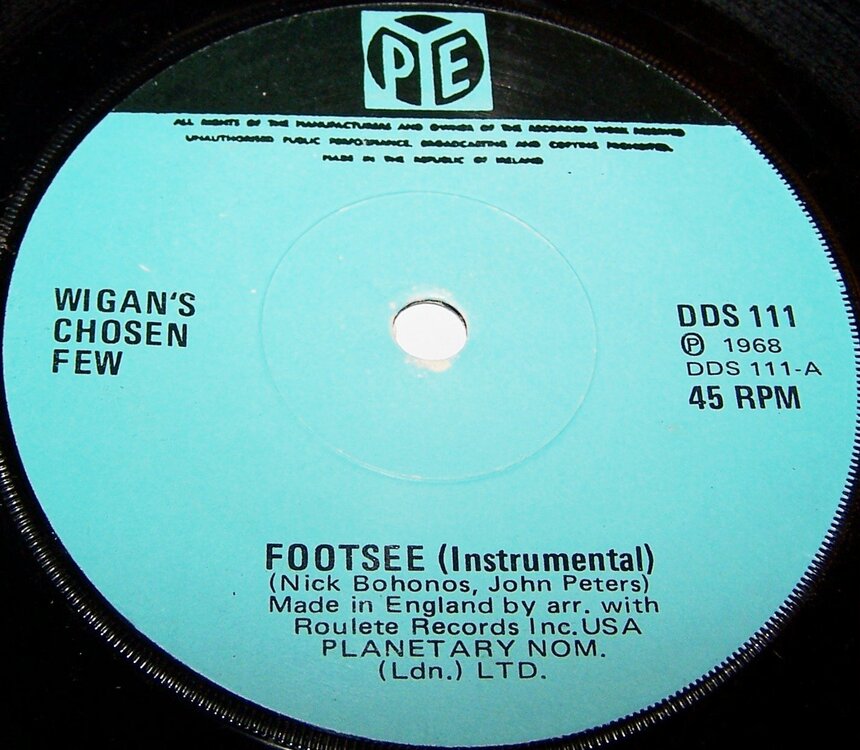 PYE
ALL RIGHTS OF THE MANUFACTURERS AND OWNER OF THE RECORDED WORK RESERVED
UNAUTHORISED PUBLIC PERFORMANCE, BROADCASTING AND COPYING PROHIBITED.
MADE IN THE REPUBLIC OF IRELAND
WIGAN'S
CHOSEN
FEW
DDS 111
Ⓟ 1968
DDS 111-A
45 RPM
FOOTSEE (Instrumental)
(Nick Bohonos, John Peters)
Made in England by arr. with
Roulete Records Inc. USA
PLANETARY NOM.
(Ldn.) LTD.